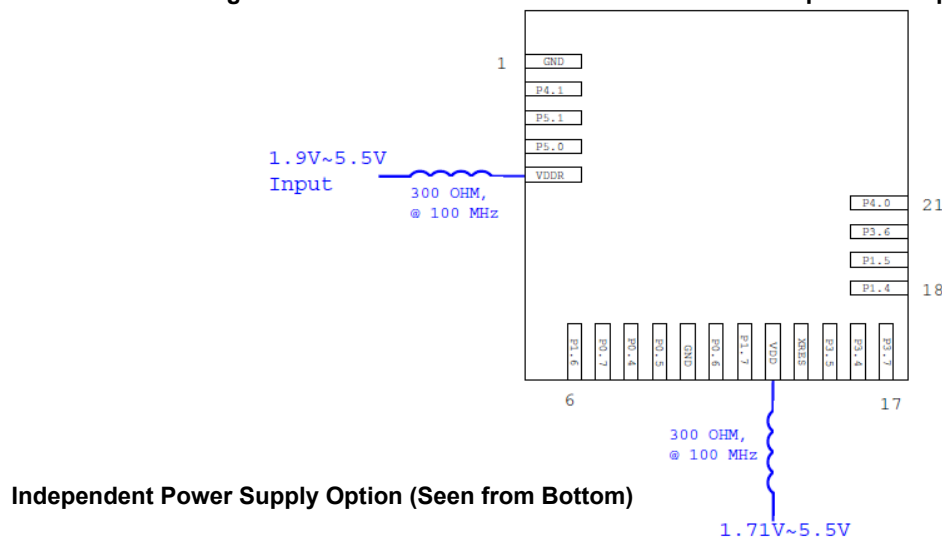 1
GND
P4.1
P5.1
P5.0
VDDR
1.9V~5.5V
Input
300 OHM,
@ 100 MHz
P4.0
21
P3.6
P1.5
P1.4
18
P1.6
P0.7
P0.4
P0.5
GND
P0.6
P1.7
VDD
XRES
P3.5
P3.4
P3.7
6
17
300 OHM,
@ 100 MHz
Independent Power Supply Option (Seen from Bottom)
1.71V~5.5V